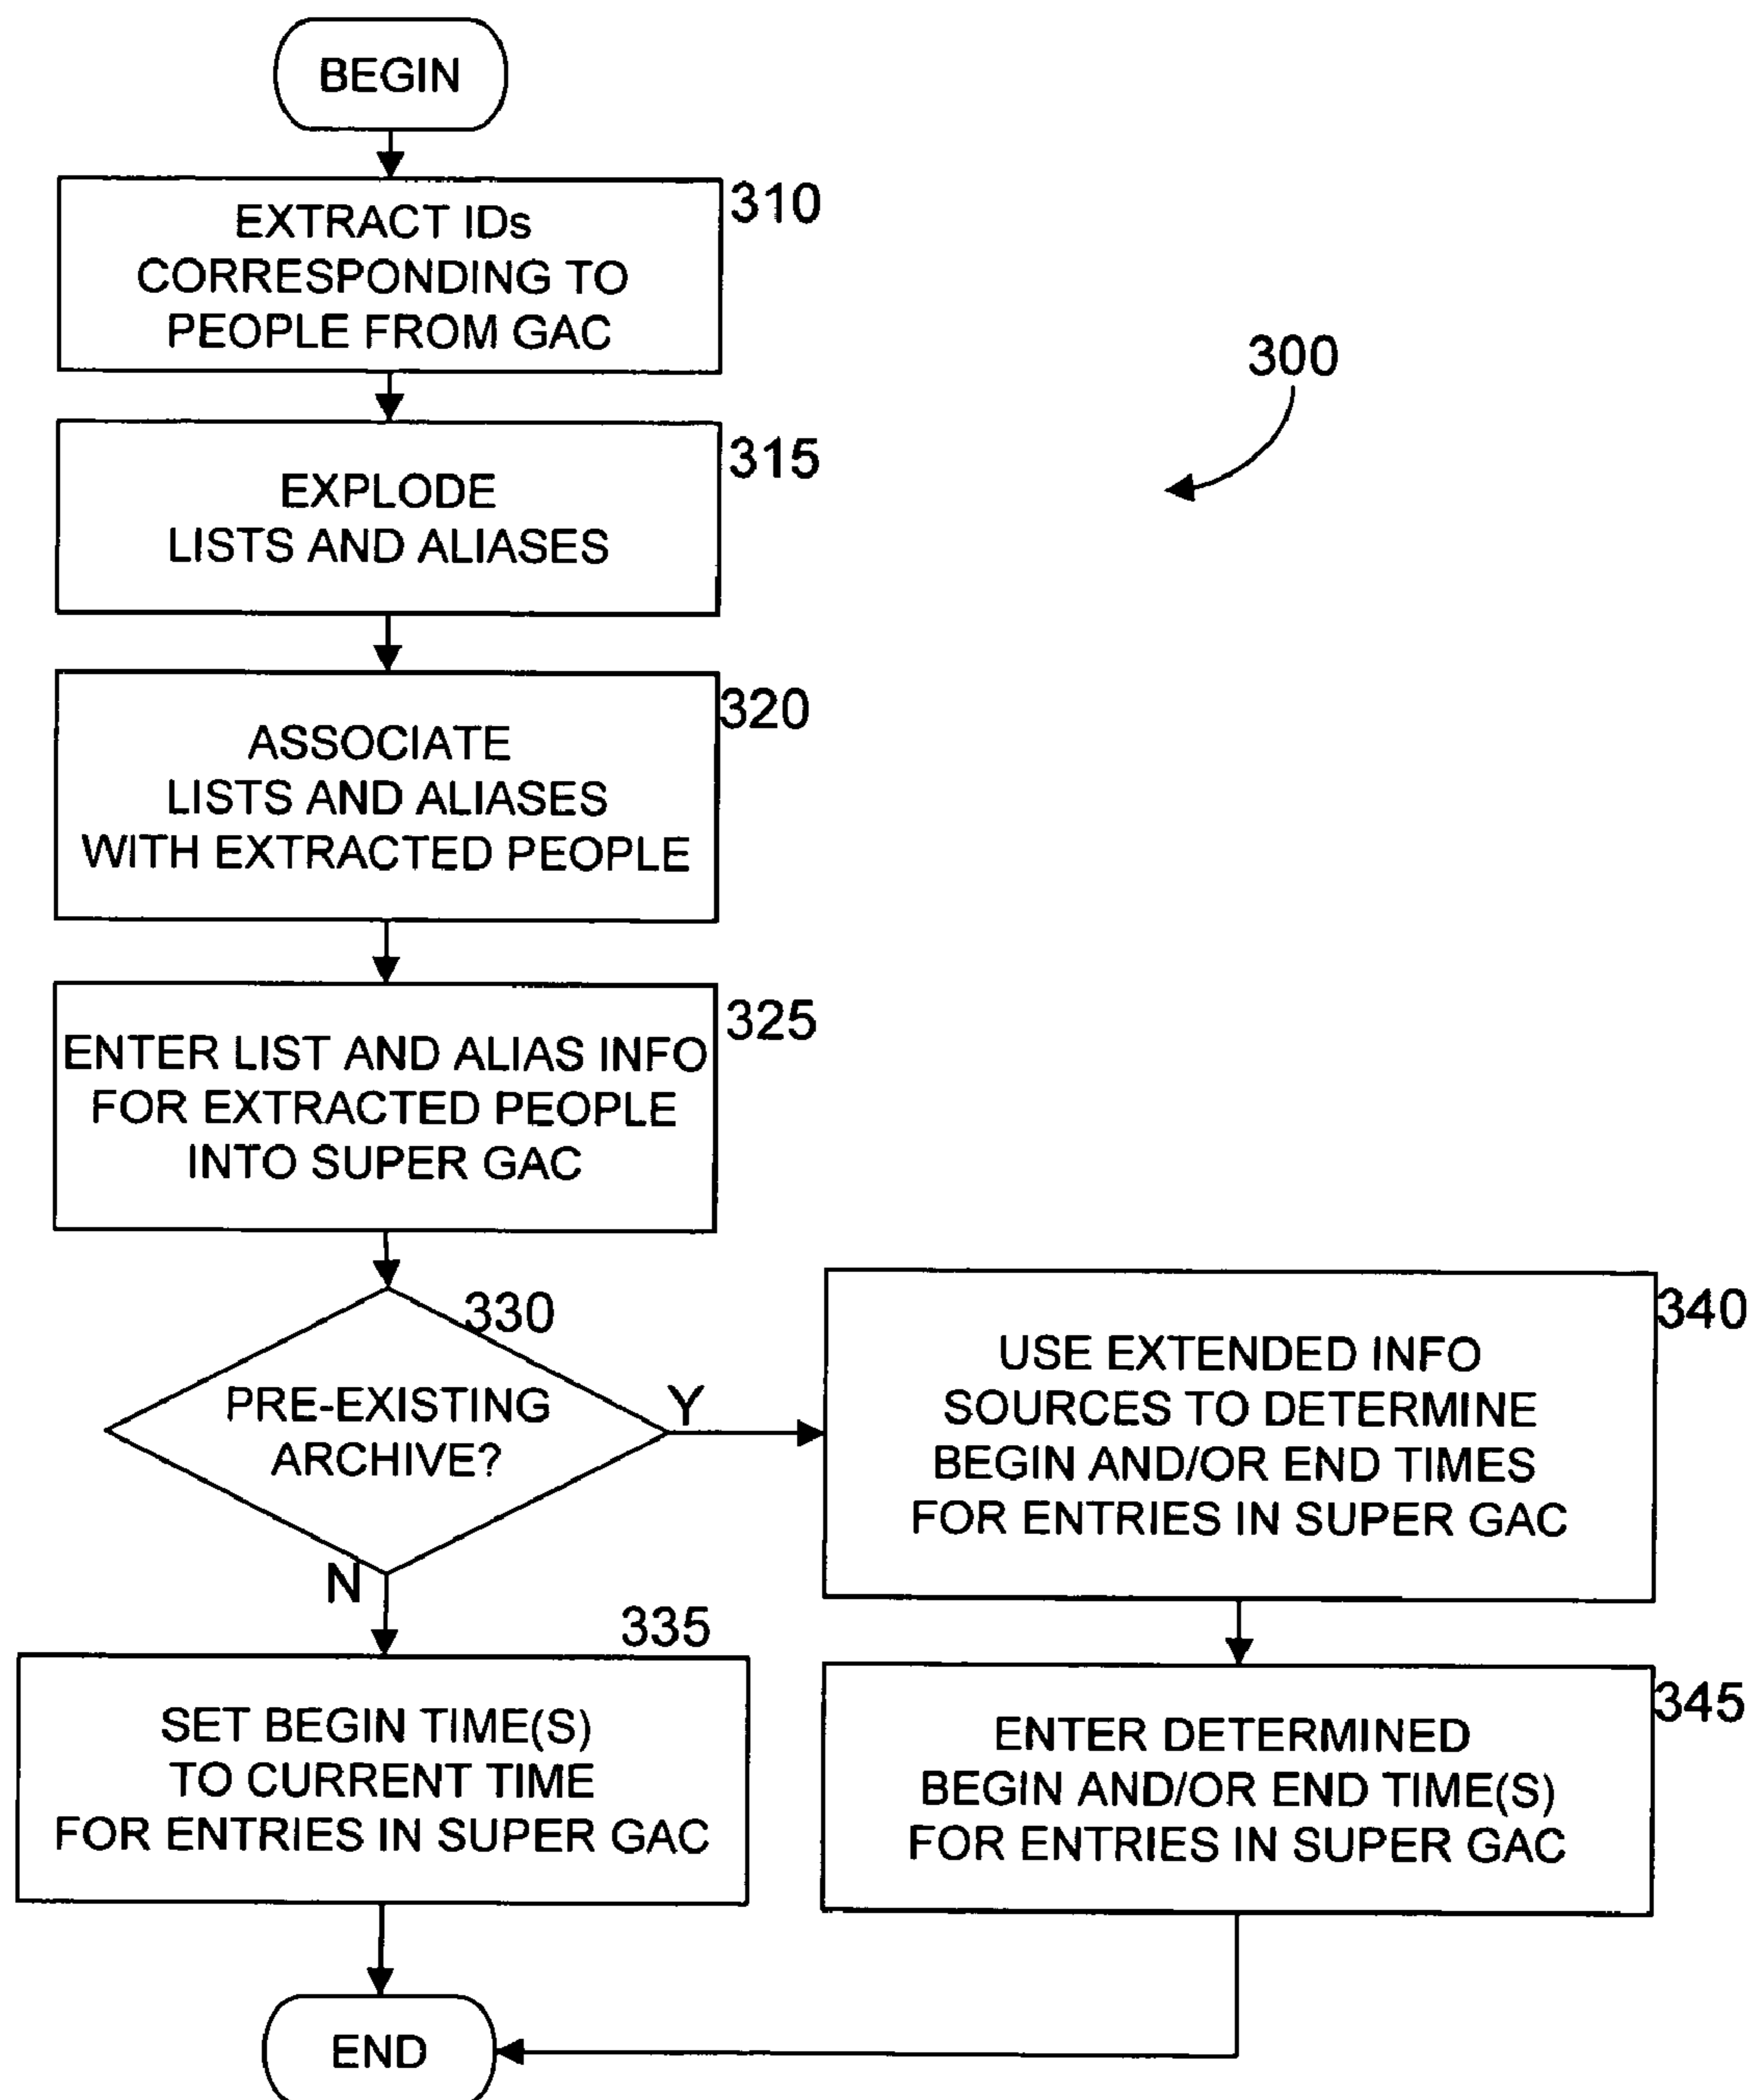 BEGIN
310
EXTRACT IDs
CORRESPONDING TO
PEOPLE FROM GAC
300
315
EXPLODE
LISTS AND ALIASES
320
ASSOCIATE
LISTS AND ALIASES
WITH EXTRACTED PEOPLE
325
ENTER LIST AND ALIAS INFO
FOR EXTRACTED PEOPLE
INTO SUPER GAC
330
PRE-EXISTING
ARCHIVE?
Y
N
340
USE EXTENDED INFO
SOURCES TO DETERMINE
BEGIN AND/OR END TIMES
FOR ENTRIES IN SUPER GAC
335
SET BEGIN TIME(S)
TO CURRENT TIME
FOR ENTRIES IN SUPER GAC
345
ENTER DETERMINED
BEGIN AND/OR END TIME(S)
FOR ENTRIES IN SUPER GAC
END